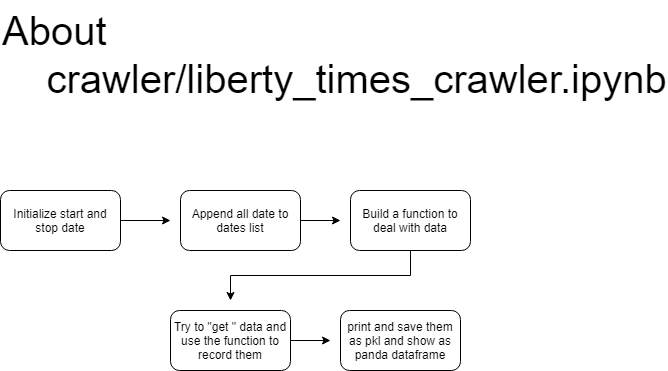 About
crawler/liberty_times_crawler.ipynb
Initialize start and
stop date
Append all date to
dates list
Build a function to
deal with data
Try to "get " data and
use the function to
record them
print and save them
as pkl and show as
panda dataframe